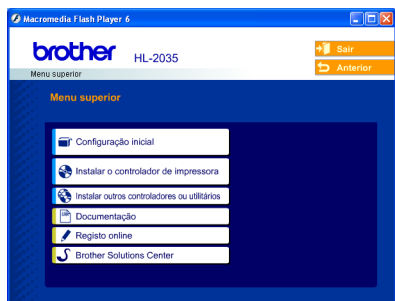 Macromedia Flash Player 6
brother
HL-2035
Sair
Anterior
Menu superior
Menu superior
Configuração inicial
Instalar o controlador de impressora
Instalar outros controladores ou utilitários
Documentação
Registo online
Brother Solutions Center